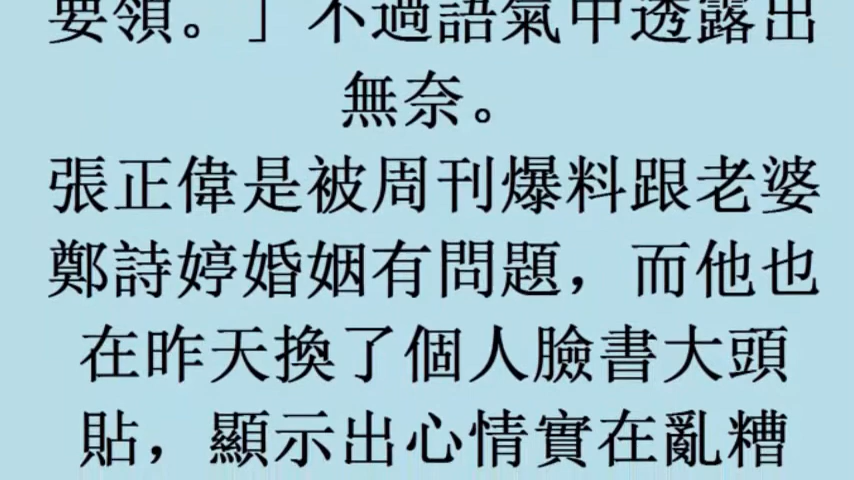 要領。」不過語氣中透露出
無奈。
張正偉是被周刊爆料跟老婆
鄭詩婷婚姻有問題，而他也
在昨天換了個人臉書大頭
貼，顯示出心情實在亂糟